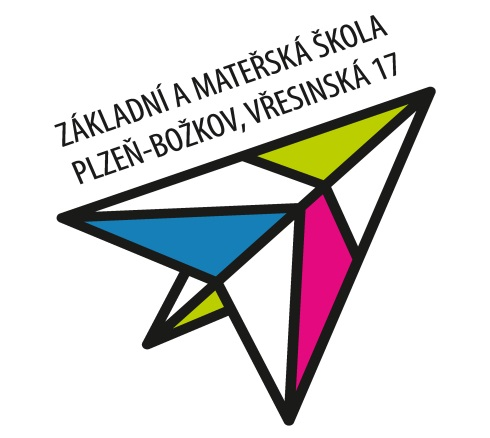 ZÁKLADNÍ A MATEŘSKÁ ŠKOLA
PLZEŇ-BOŽKOV, VŘESINSKÁ 17